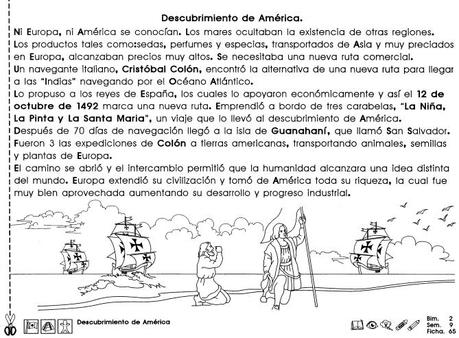 Descubrimiento de América.
Ni Europa, ni América se conocían. Los mares ocultaban la existencia de otras regiones.
Los productos tales como:sedas, perfumes y especias, transportados de Asia y muy preciados
en Europa, alcanzaban precios muy altos. Se necesitaba una nueva ruta comercial.
Un navegante italiano, Cristóbal Colón, encontró la alternativa de una nueva ruta para llegar
a las "Indias" navegando por el Océano Atlántico.
Lo propuso a los reyes de España, los cuales lo apoyaron económicamente y así el 12 de
octubre de 1492 marca una nueva ruta. Emprendió a bordo de tres carabelas, "La Niña,
La Pinta y La Santa Maria", un viaje que lo llevó al descubrimiento de América.
Después de 70 días de navegación llegó a la isla de Guanahaní, que llamó San Salvador.
Fueron 3 las expediciones de Colón a tierras americanas, transportando animales, semillas
y plantas de Europa.
El camino se abrió y el intercambio permitió que la humanidad alcanzara una idea distinta
del mundo. Europa extendió su civilización y tomó de América toda su riqueza, la cual fue
muy bien aprovechada aumentando su desarrollo y progreso industrial.
Descubrimiento de América
Bim. 2
Sem. 9
Ficha. 65